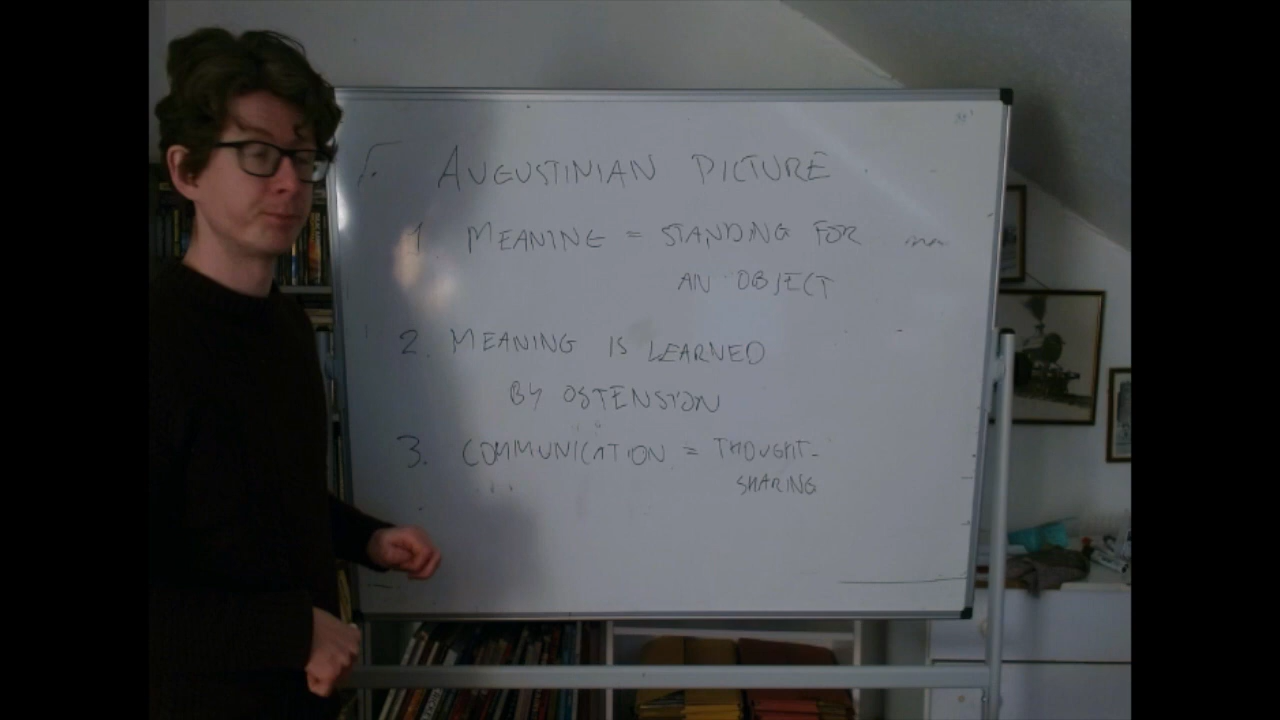 AUGUSTINIAN PICTURE
1. MEANING = STANDING FOR
AN OBJECT
2. MEANING IS LEARNED
BY OSTENSION
3. COMMUNICATION = THOUGHT-
SHARING